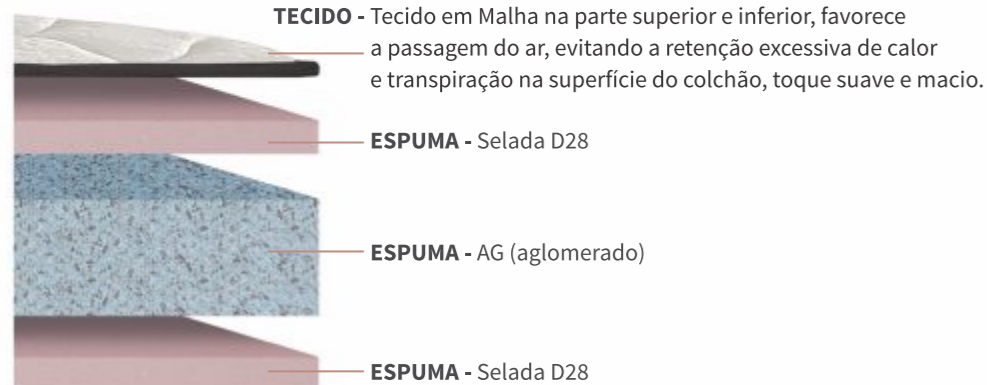 TECIDO - Tecido em Malha na parte superior e inferior, favorece
a passagem do ar, evitando a retenção excessiva de calor
e transpiração na superfície do colchão, toque suave e macio.
ESPUMA - Selada D28
ESPUMA - AG (aglomerado)
ESPUMA - Selada D28